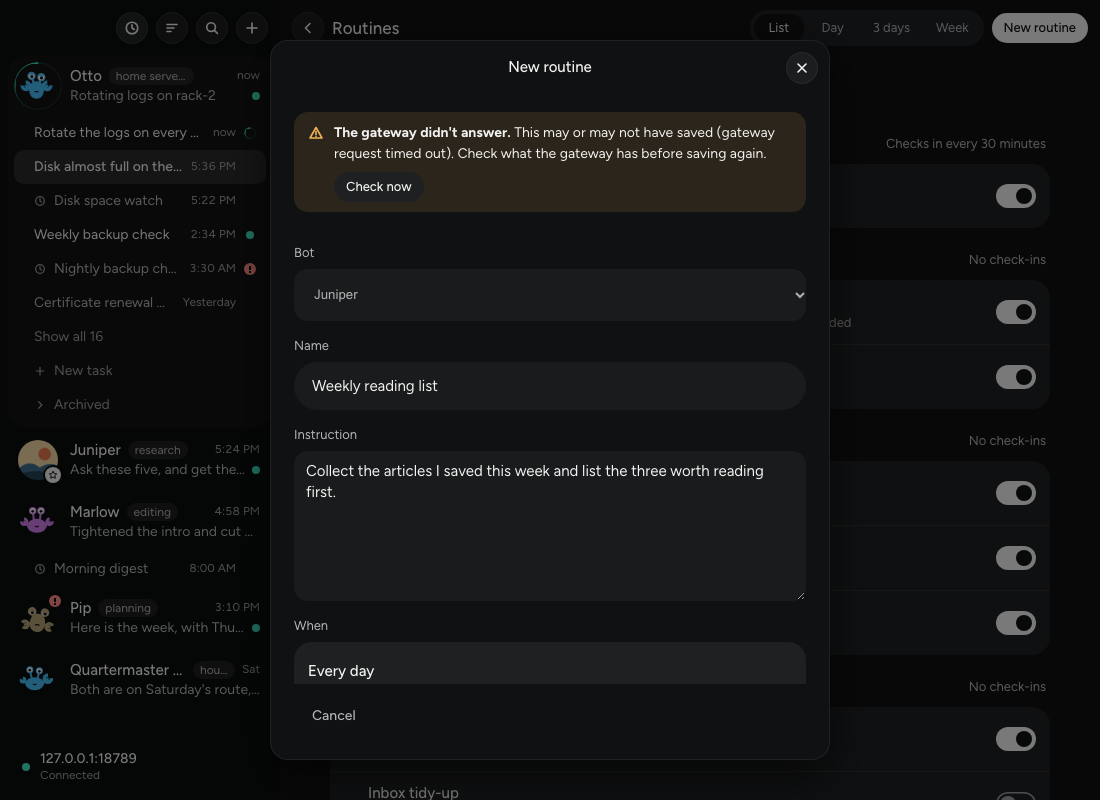 Routines
List
Day
3 days
Week
New routine
Otto
home serve...
now
Rotating logs on rack-2
Rotate the logs on every ...
now
Disk almost full on the...
5:36 PM
Disk space watch
5:22 PM
Weekly backup check
2:34 PM
Nightly backup ch...
3:30 AM
Certificate renewal ...
Yesterday
Show all 16
New task
Archived
Juniper
research
5:24 PM
Ask these five, and get the...
Marlow
editing
4:58 PM
Tightened the intro and cut ...
Morning digest
8:00 AM
Pip
planning
3:10 PM
Here is the week, with Thu...
Quartermaster ...
hou...
Sat
Both are on Saturday's route,...
127.0.0.1:18789
Connected
New routine
The gateway didn't answer. This may or may not have saved (gateway
request timed out). Check what the gateway has before saving again.
Check now
Bot
Juniper
Name
Weekly reading list
Instruction
Collect the articles I saved this week and list the three worth reading
first.
When
Every day
Cancel
Checks in every 30 minutes
No check-ins
ded
No check-ins
No check-ins
Inbox tidy-up